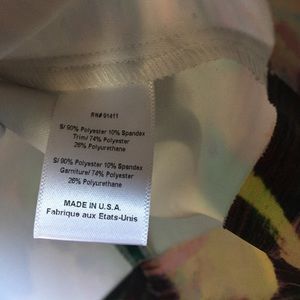 RN# 91411
S/ 90% Polyester 10% Spandex
Trim/ 74% Polyester
26% Polyurethane
S/ 90% Polyester 10% Spandex
Garniture/ 74% Polyester
26% Polyurethane
MADE IN U.S.A.
Fabrique aux Etats-Unis